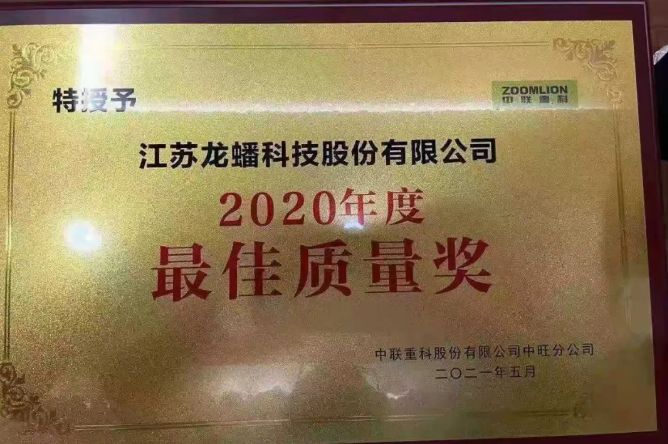 特授予
ZOOMLION
中联重科
江苏龙蟠科技股份有限公司
2020年度
最佳质量奖
中联重科股份有限公司中旺分公司
二〇二一年五月